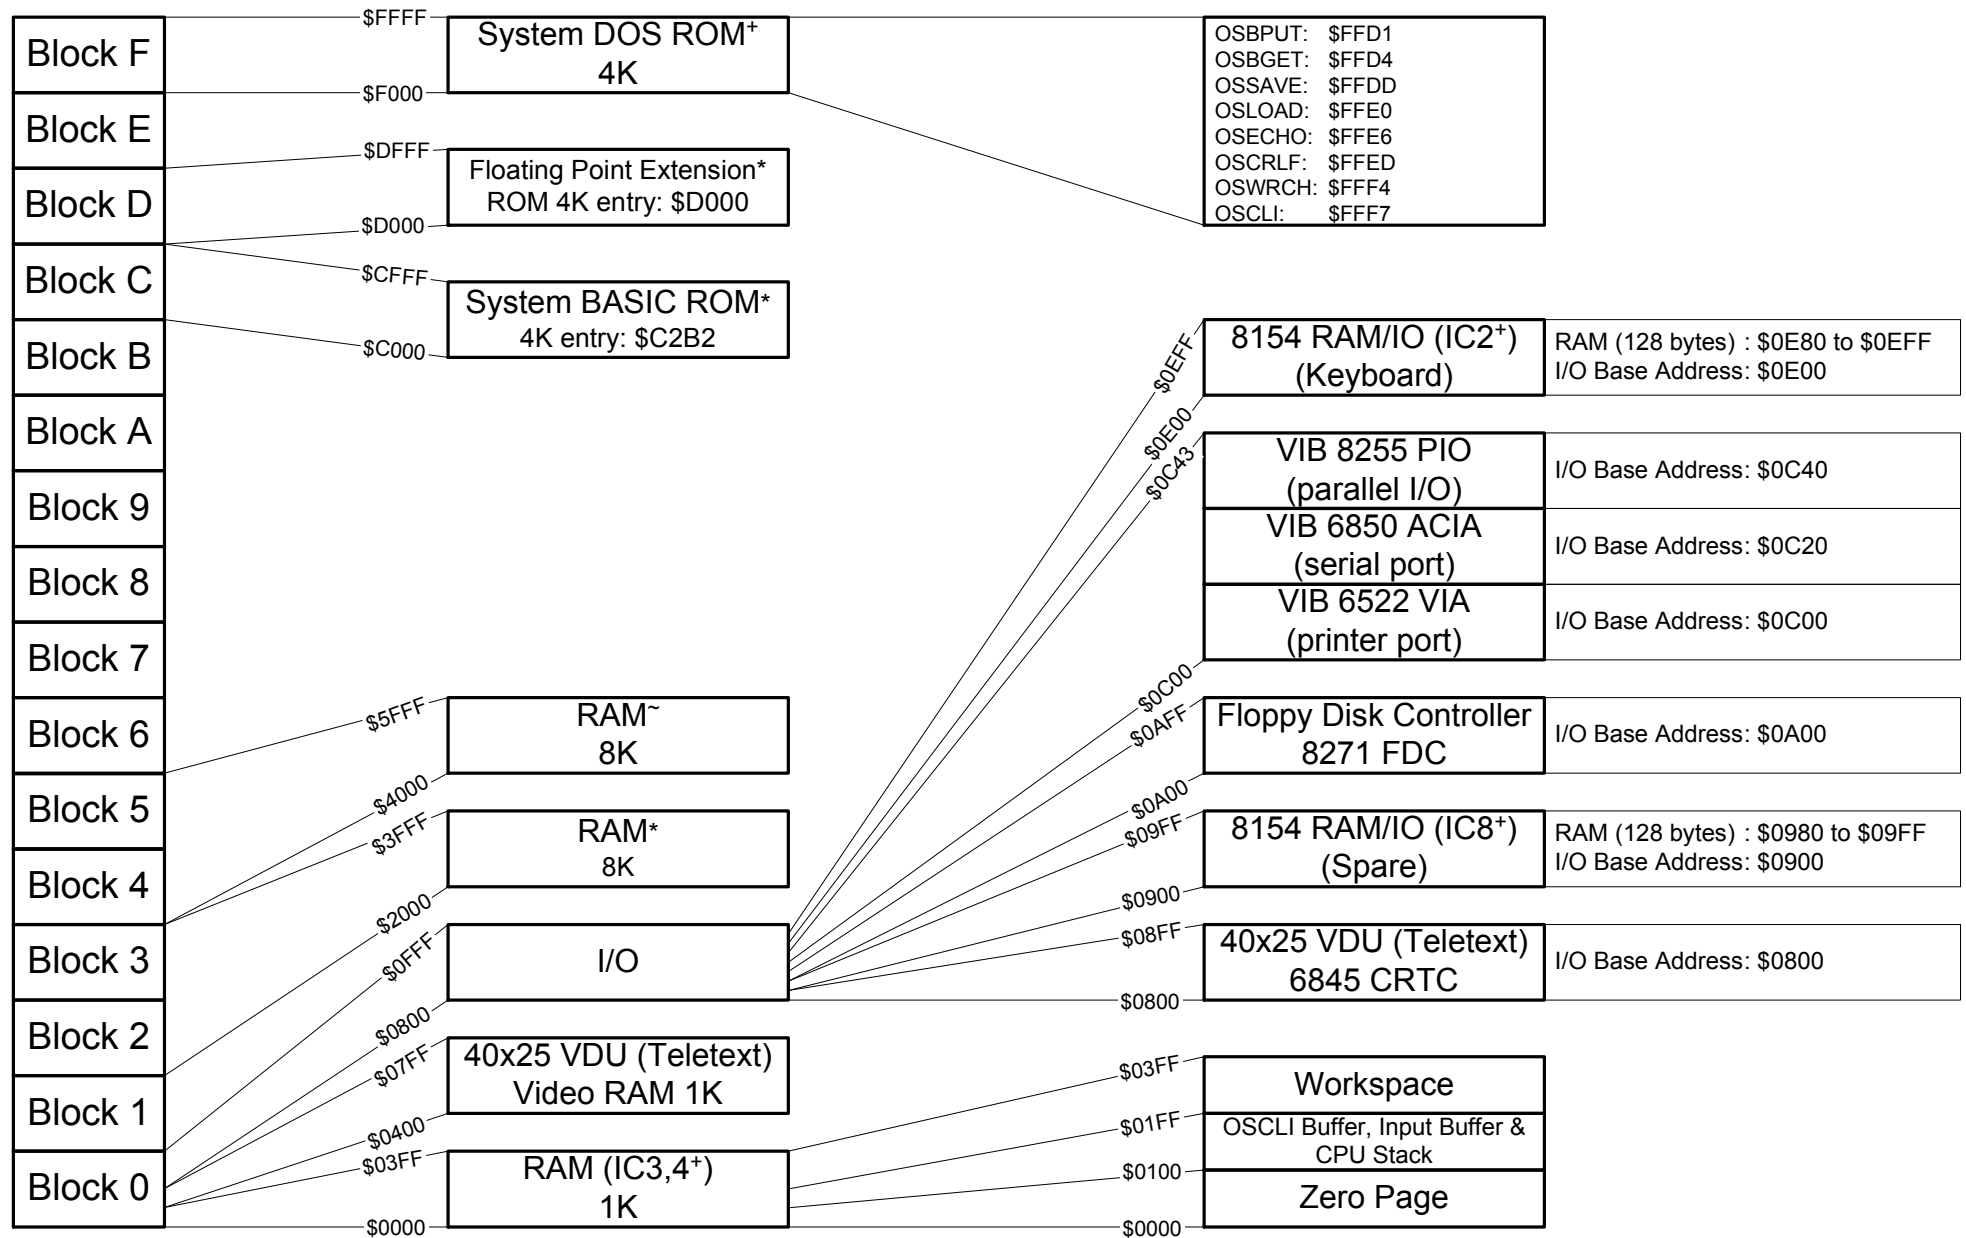 Block F
Block E
Block D
Block C
Block B
Block A
Block 9
Block 8
Block 7
Block 6
Block 5
Block 4
Block 3
Block 2
Block 1
Block 0
$FFFF
$F000
$DFFF
$D000
$CFFF
$C000
$5FFF
$4000
$3FFF
$2000
$0FFF
$0800
$07FF
$0400
$03FF
$0000
System DOS ROM+
4K
Floating Point Extension*
ROM 4K entry: $D000
System BASIC ROM*
4K entry: $C2B2
RAM~
8K
RAM*
8K
I/O
40x25 VDU (Teletext)
Video RAM 1K
RAM (IC3,4+)
1K
$0EFF
$0E00
$0C43
$0C00
$0AFF
$0A00
$09FF
$0900
$08FF
$0800
$03FF
$01FF
$0100
$0000
OSBPUT: $FFD1
OSBGET: $FFD4
OSSAVE: $FFDD
OSLOAD: $FFE0
OSECHO: $FFE6
OSCRLF: $FFED
OSWRCH: $FFF4
OSCLI: $FFF7
8154 RAM/IO (IC2+)
(Keyboard)
RAM (128 bytes) : $0E80 to $0EFF
I/O Base Address: $0E00
VIB 8255 PIO
(parallel I/O)
I/O Base Address: $0C40
VIB 6850 ACIA
(serial port)
I/O Base Address: $0C20
VIB 6522 VIA
(printer port)
I/O Base Address: $0C00
Floppy Disk Controller
8271 FDC
I/O Base Address: $0A00
8154 RAM/IO (IC8+)
(Spare)
RAM (128 bytes) : $0980 to $09FF
I/O Base Address: $0900
40x25 VDU (Teletext)
6845 CRTC
I/O Base Address: $0800
Workspace
OSCLI Buffer, Input Buffer &
CPU Stack
Zero Page